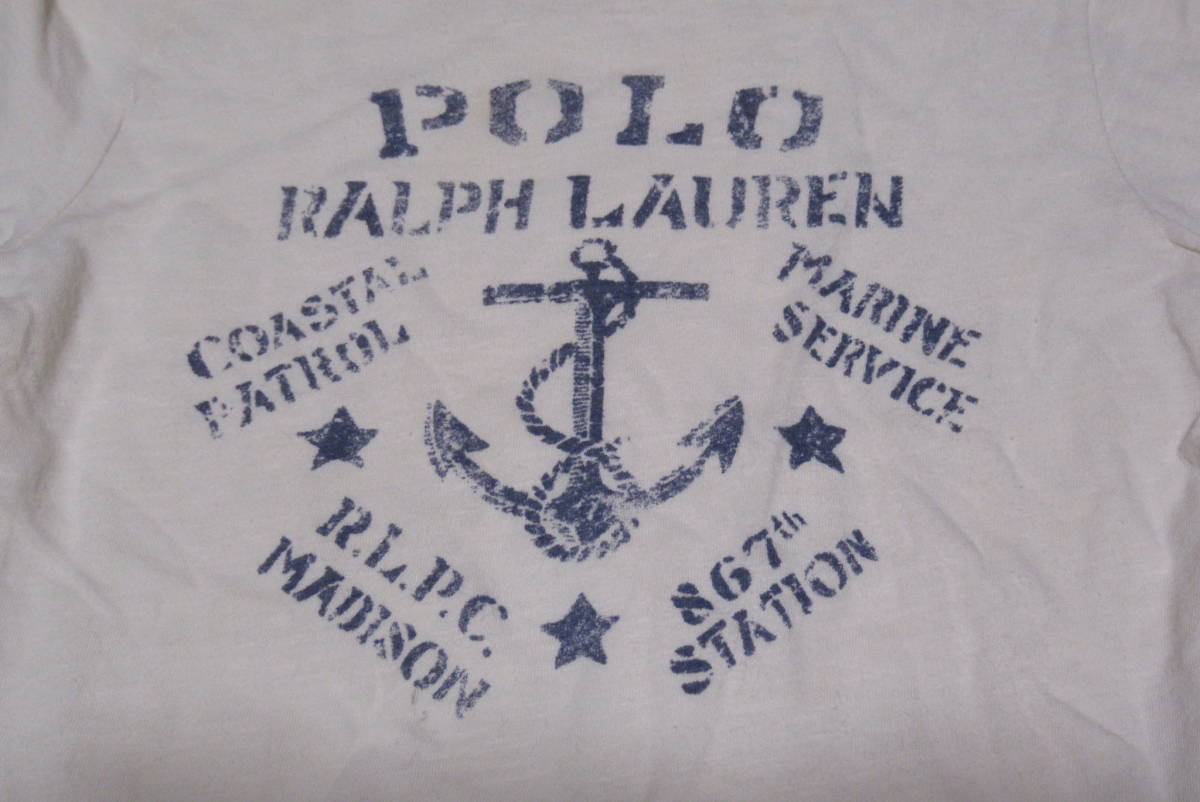 POLO
RALPH LAUREN
COASTAL
PATROL
MARINE
SERVICE
R.L.P.C.
MADISON
867th
STATION